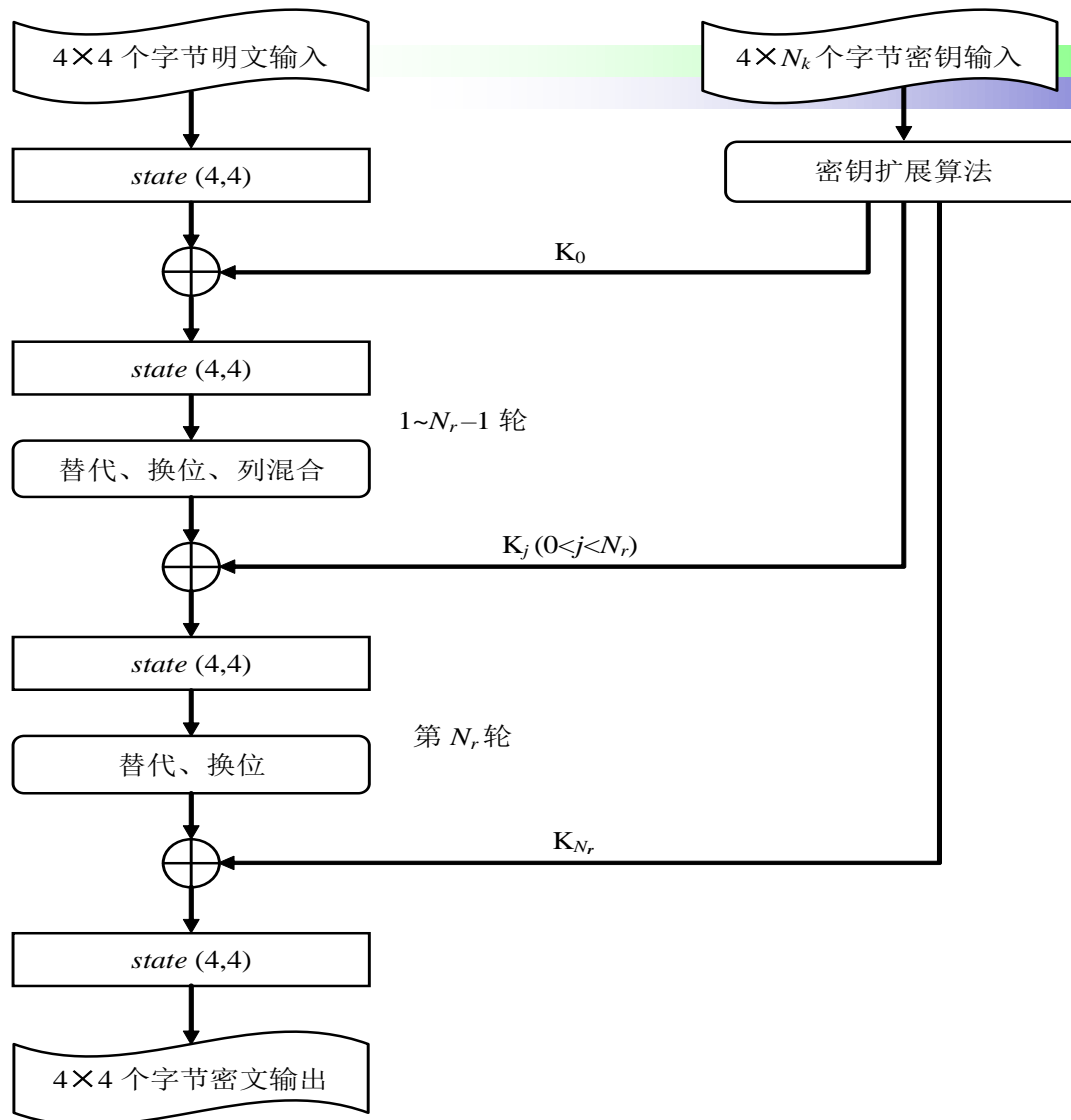 4×4 个字节明文输入
4×Nₖ 个字节密钥输入
state (4,4)
密钥扩展算法
K₀
state (4,4)
1~Nᵣ–1 轮
替代、换位、列混合
Kⱼ (0<j<Nᵣ)
state (4,4)
第 Nᵣ 轮
替代、换位
K_Nᵣ
state (4,4)
4×4 个字节密文输出